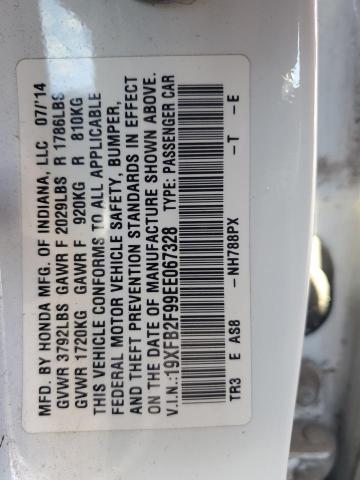 MFD. BY HONDA MFG. OF INDIANA, LLC 07/'14
GVWR 3792LBS GAWR F 2029LBS R 1786LBS
GVWR 1720KG GAWR F 920KG R 810KG
THIS VEHICLE CONFORMS TO ALL APPLICABLE
FEDERAL MOTOR VEHICLE SAFETY, BUMPER,
AND THEFT PREVENTION STANDARDS IN EFFECT
ON THE DATE OF MANUFACTURE SHOWN ABOVE.
V.I.N.:19XFB2F99EE067328 TYPE: PASSENGER CAR
TR3 E AS8 -NH788PX -T -E